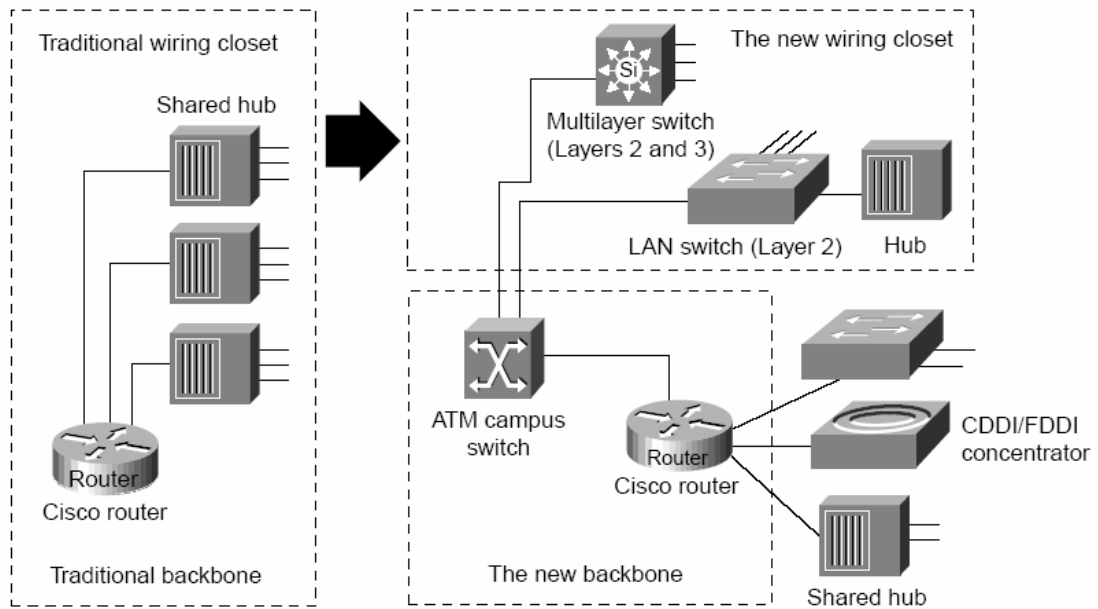 Traditional wiring closet
Shared hub
Router
Cisco router
Traditional backbone
The new wiring closet
Si
Multilayer switch
(Layers 2 and 3)
LAN switch (Layer 2)
Hub
ATM campus
switch
Router
Cisco router
The new backbone
CDDI/FDDI
concentrator
Shared hub